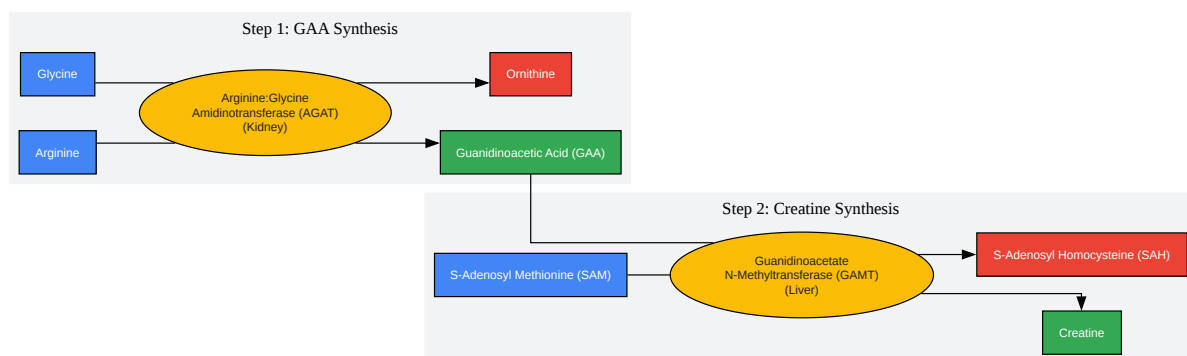 Step 1: GAA Synthesis
Glycine
Arginine:Glycine
Amidinotransferase (AGAT)
(Kidney)
Ornithine
Arginine
Guanidinoacetic Acid (GAA)
Step 2: Creatine Synthesis
S-Adenosyl Methionine (SAM)
Guanidinoacetate
N-Methyltransferase (GAMT)
(Liver)
S-Adenosyl Homocysteine (SAH)
Creatine